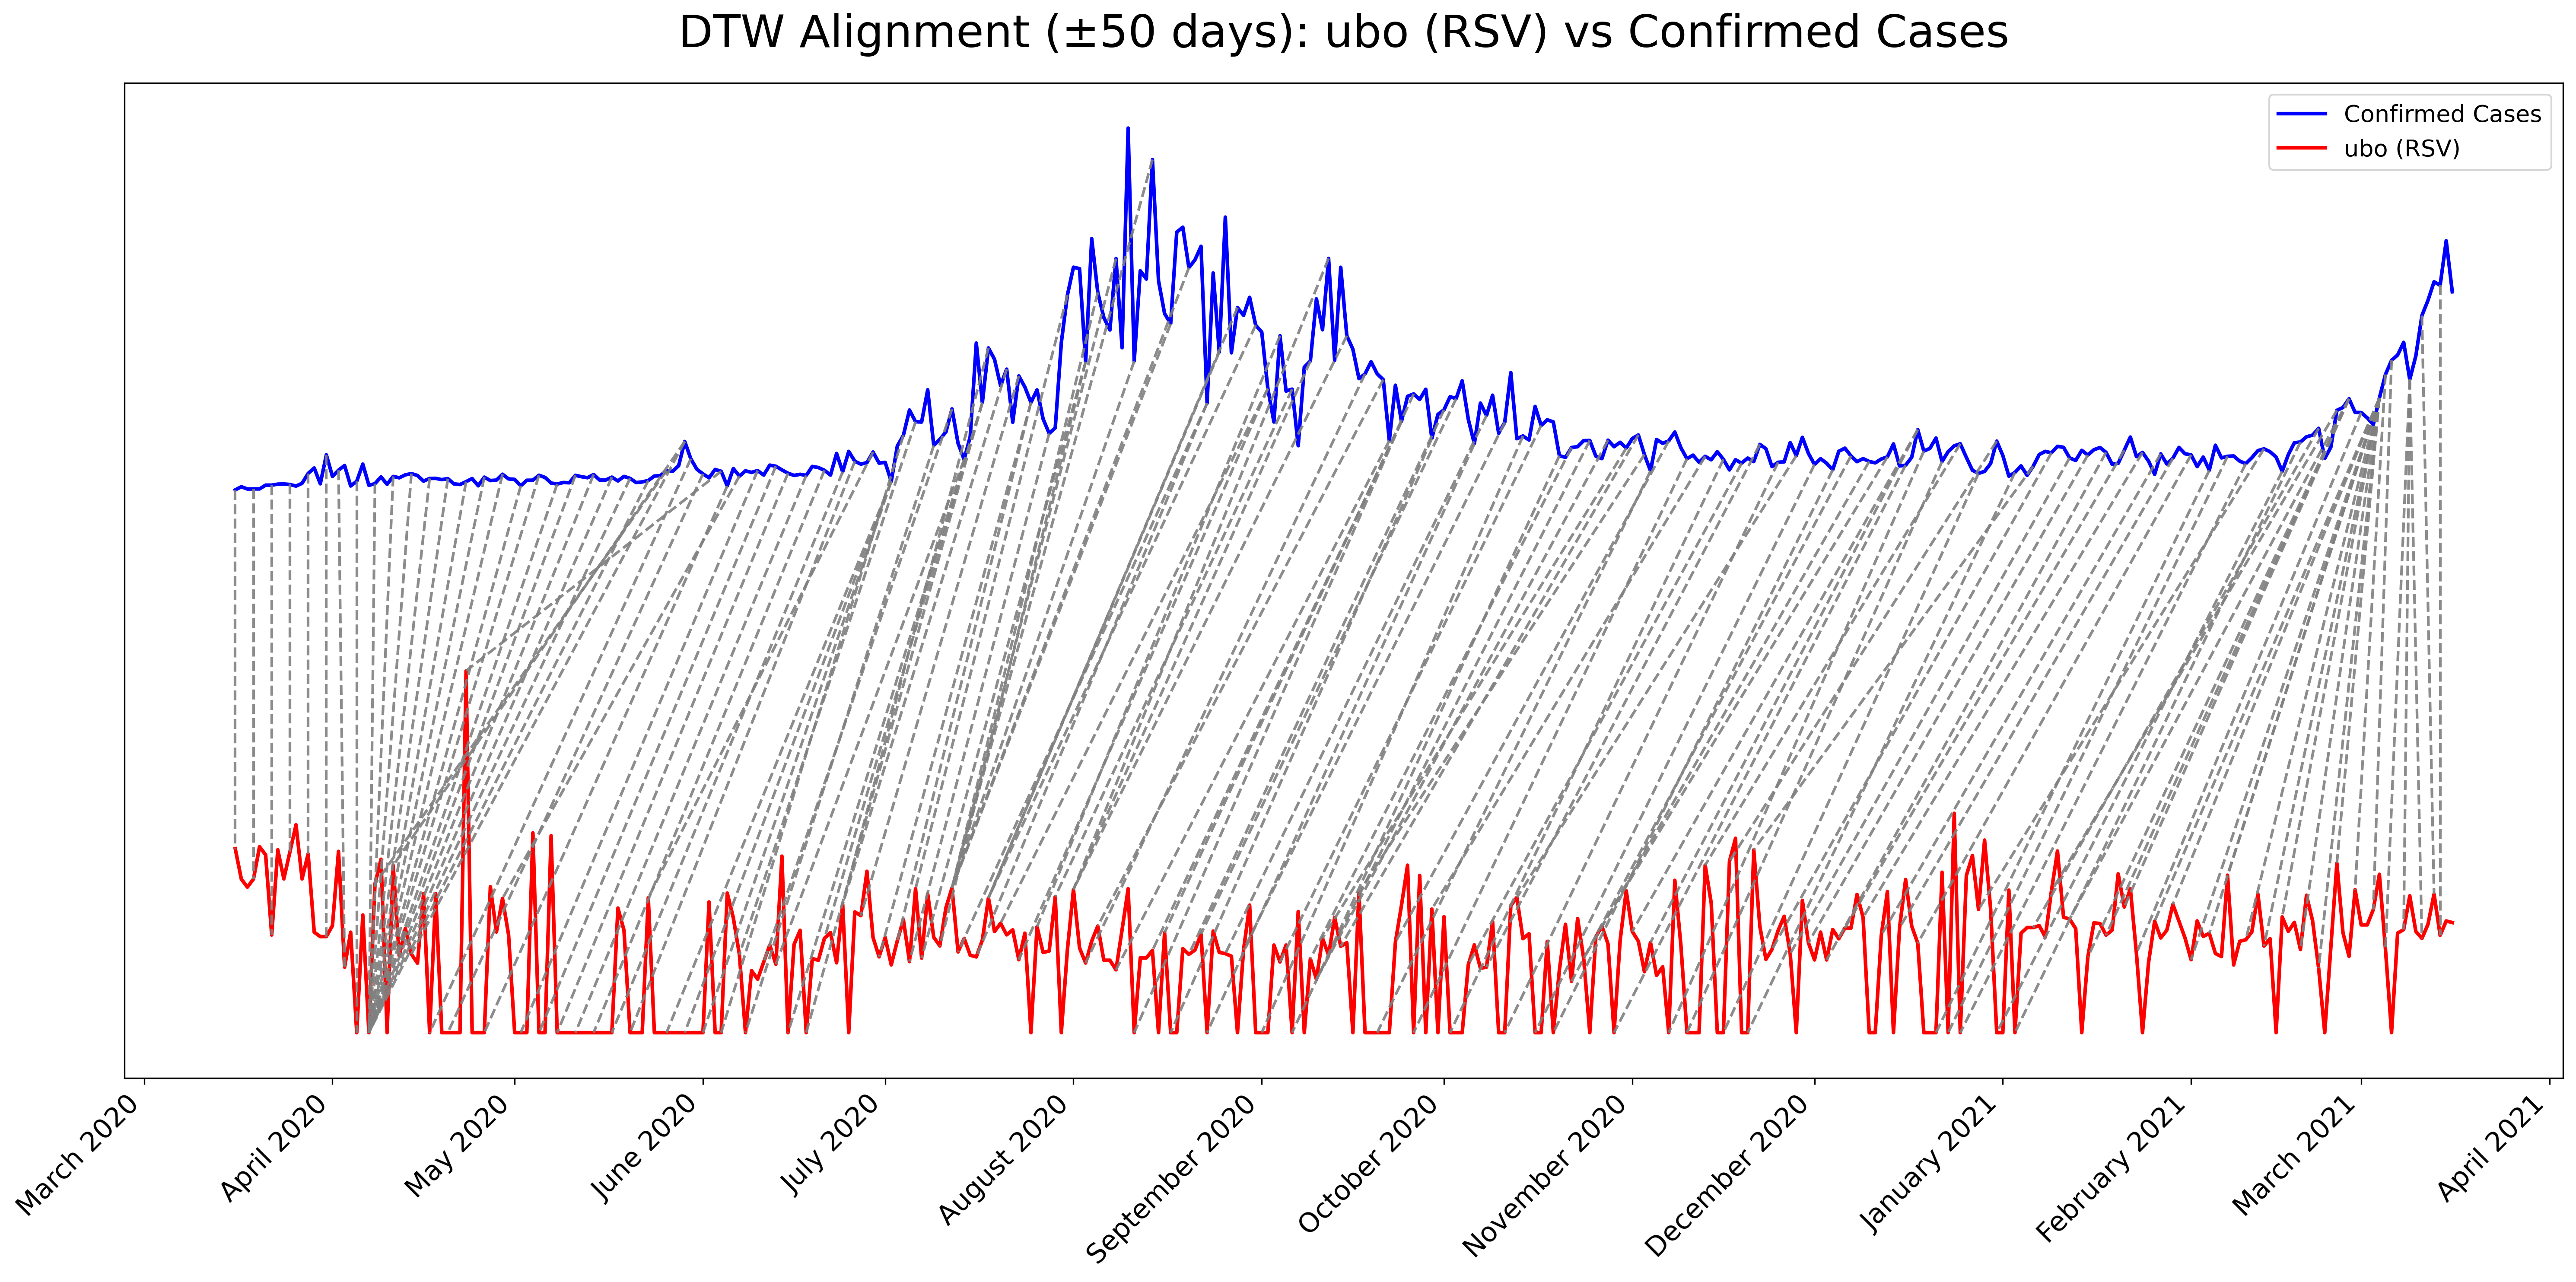 DTW Alignment (±50 days): ubo (RSV) vs Confirmed Cases
Confirmed Cases
ubo (RSV)
March 2020
April 2020
May 2020
June 2020
July 2020
August 2020
September 2020
October 2020
November 2020
December 2020
January 2021
February 2021
March 2021
April 2021